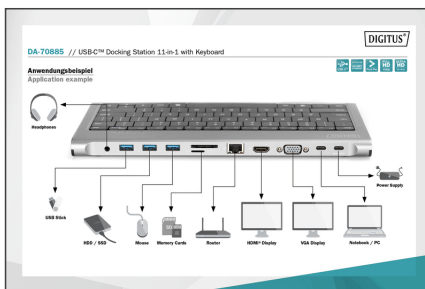 DIGITUS®
DA-70885 // USB-C™ Docking Station 11-in-1 with Keyboard
Anwendungsbeispiel
Application example
Headphones
Power Supply
USB Stick
HDD / SSD
Mouse
Memory Cards
Router
HDMI® Display
VGA Display
Notebook / PC